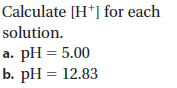 Calculate [H⁺] for each
solution.
a. pH = 5.00
b. pH = 12.83